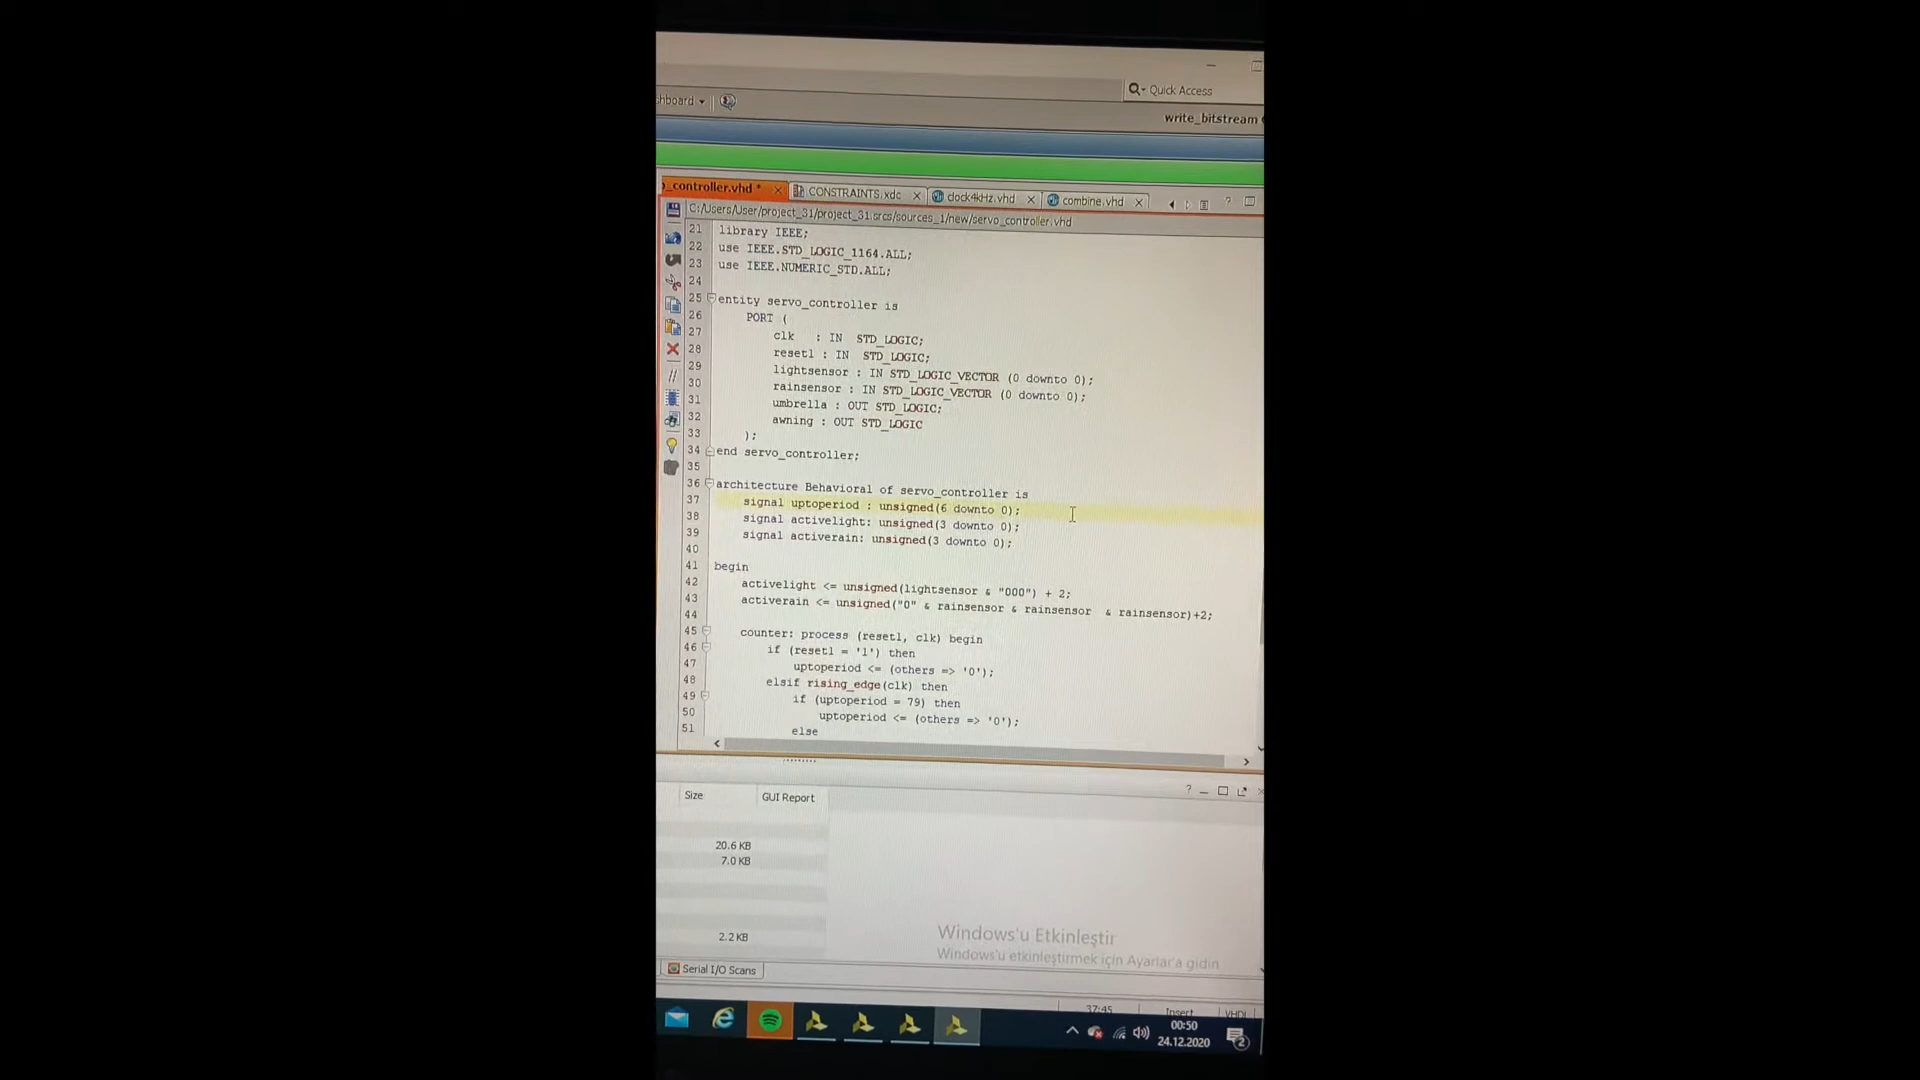 Quick Access
hboard
write_bitstream
_controller.vhd *
CONSTRAINTS.xdc
clock4kHz.vhd
combine.vhd
C:/Users/User/project_31/project_31.srcs/sources_1/new/servo_controller.vhd
21 library IEEE;
22 use IEEE.STD_LOGIC_1164.ALL;
23 use IEEE.NUMERIC_STD.ALL;
24
25 entity servo_controller is
26 PORT (
27 clk : IN STD_LOGIC;
28 reset1 : IN STD_LOGIC;
29 lightsensor : IN STD_LOGIC_VECTOR (0 downto 0);
30 rainsensor : IN STD_LOGIC_VECTOR (0 downto 0);
31 umbrella : OUT STD_LOGIC;
32 awning : OUT STD_LOGIC
33 );
34 end servo_controller;
35
36 architecture Behavioral of servo_controller is
37 signal uptoperiod : unsigned(6 downto 0);
38 signal activelight: unsigned(3 downto 0);
39 signal activerain: unsigned(3 downto 0);
40
41 begin
42 activelight <= unsigned(lightsensor & "000") + 2;
43 activerain <= unsigned("0" & rainsensor & rainsensor & rainsensor)+2;
44
45 counter: process (reset1, clk) begin
46 if (reset1 = '1') then
47 uptoperiod <= (others => '0');
48 elsif rising_edge(clk) then
49 if (uptoperiod = 79) then
50 uptoperiod <= (others => '0');
51 else
Size GUI Report
20.6 KB
7.0 KB
2.2 KB
Windows'u Etkinleştir
Windows'u etkinleştirmek için Ayarlar'a gidin
Serial I/O Scans
37:45 Insert VHDL
00:50
24.12.2020
2